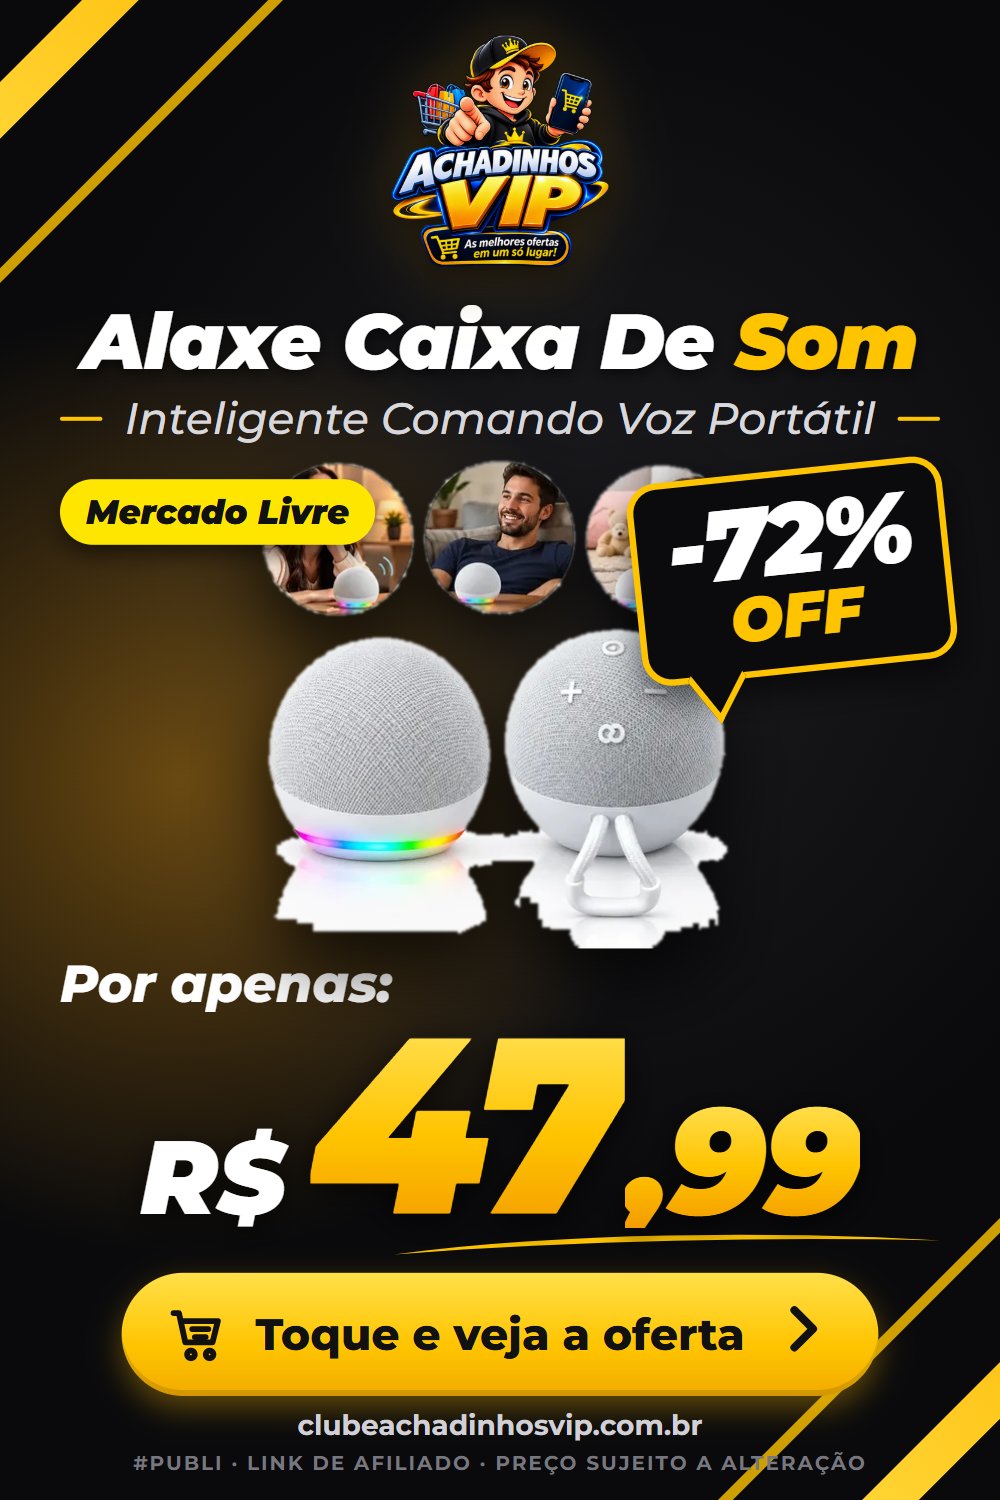 ACHADINHOS
VIP
As melhores ofertas
em um só lugar!
Alaxe Caixa De Som
Inteligente Comando Voz Portátil
Mercado Livre
-72%
OFF
Por apenas:
R$ 47,99
Toque e veja a oferta
clubeachadinhosvip.com.br
#PUBLI · LINK DE AFILIADO · PREÇO SUJEITO A ALTERAÇÃO